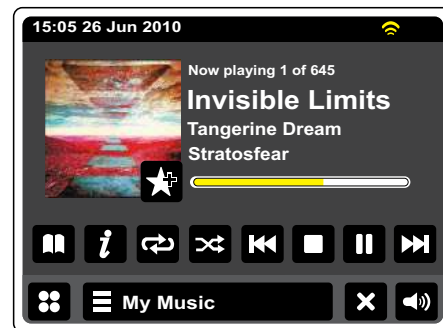 15:05 26 Jun 2010
Now playing 1 of 645
Invisible Limits
Tangerine Dream
Stratosfear
i
My Music